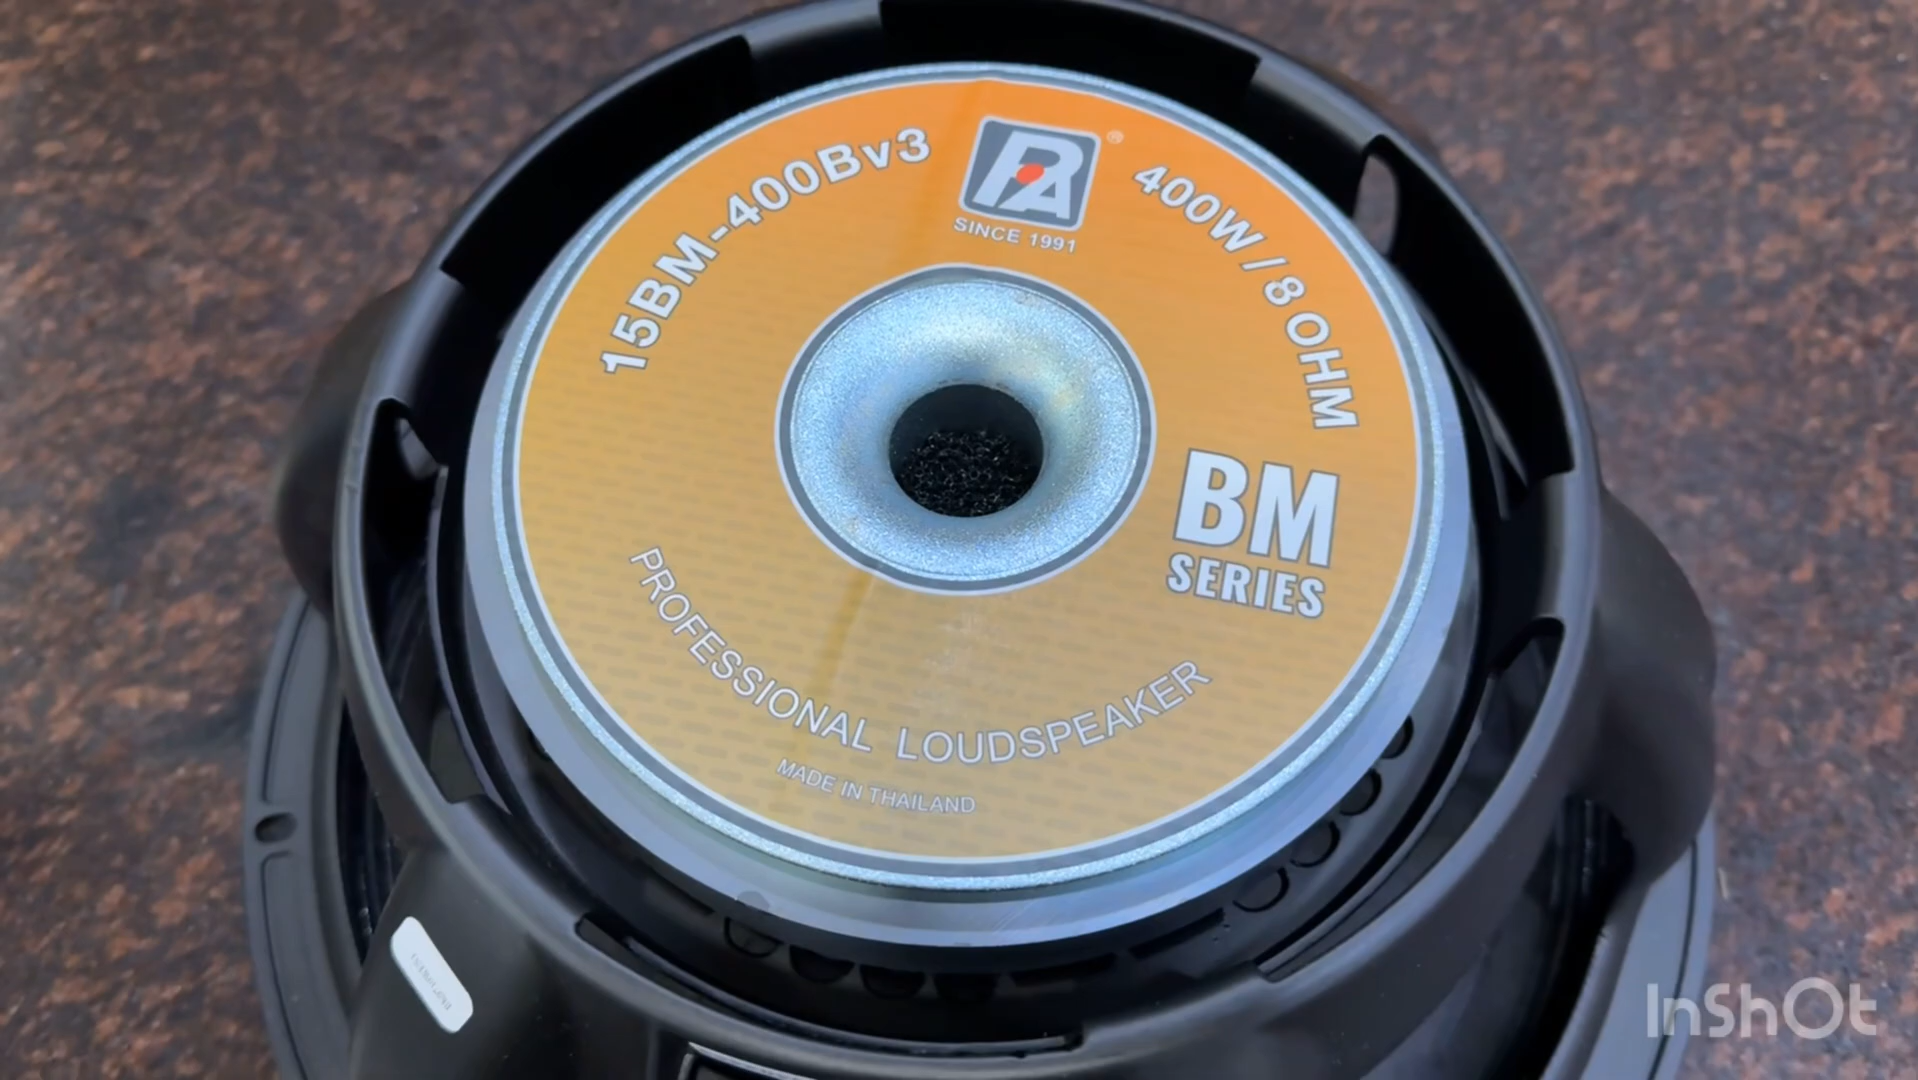 15BM-400Bv3
PA®
SINCE 1991
400W / 8 OHM
BM
SERIES
PROFESSIONAL LOUDSPEAKER
MADE IN THAILAND
InShOt